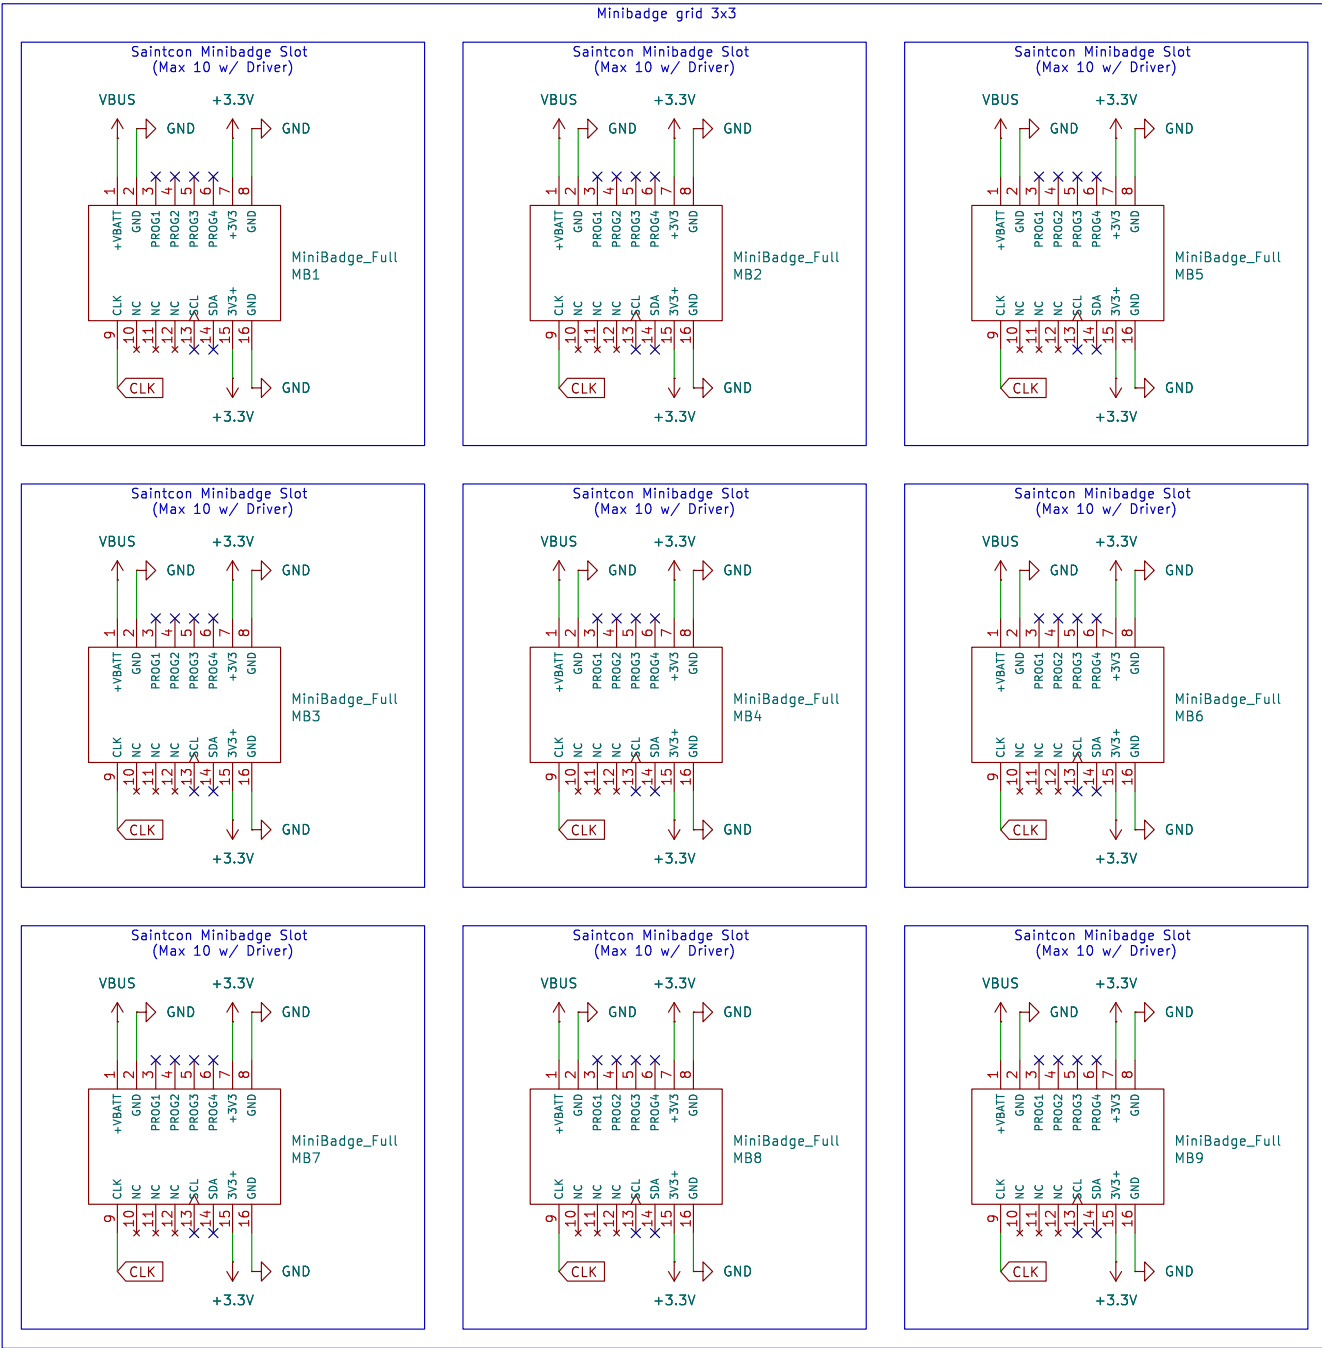 Minibadge grid 3x3
Saintcon Minibadge Slot
(Max 10 w/ Driver)
VBUS +3.3V
GND GND
1 2 3 4 5 6 7 8
+VBATT GND PROG1 PROG2 PROG3 PROG4 +3V3 GND
MiniBadge_Full
MB1
CLK NC NC NC SCL SDA 3V3+ GND
9 10 11 12 13 14 15 16
CLK GND
+3.3V
Saintcon Minibadge Slot
(Max 10 w/ Driver)
VBUS +3.3V
GND GND
1 2 3 4 5 6 7 8
+VBATT GND PROG1 PROG2 PROG3 PROG4 +3V3 GND
MiniBadge_Full
MB2
CLK NC NC NC SCL SDA 3V3+ GND
9 10 11 12 13 14 15 16
CLK GND
+3.3V
Saintcon Minibadge Slot
(Max 10 w/ Driver)
VBUS +3.3V
GND GND
1 2 3 4 5 6 7 8
+VBATT GND PROG1 PROG2 PROG3 PROG4 +3V3 GND
MiniBadge_Full
MB5
CLK NC NC NC SCL SDA 3V3+ GND
9 10 11 12 13 14 15 16
CLK GND
+3.3V
Saintcon Minibadge Slot
(Max 10 w/ Driver)
VBUS +3.3V
GND GND
1 2 3 4 5 6 7 8
+VBATT GND PROG1 PROG2 PROG3 PROG4 +3V3 GND
MiniBadge_Full
MB3
CLK NC NC NC SCL SDA 3V3+ GND
9 10 11 12 13 14 15 16
CLK GND
+3.3V
Saintcon Minibadge Slot
(Max 10 w/ Driver)
VBUS +3.3V
GND GND
1 2 3 4 5 6 7 8
+VBATT GND PROG1 PROG2 PROG3 PROG4 +3V3 GND
MiniBadge_Full
MB4
CLK NC NC NC SCL SDA 3V3+ GND
9 10 11 12 13 14 15 16
CLK GND
+3.3V
Saintcon Minibadge Slot
(Max 10 w/ Driver)
VBUS +3.3V
GND GND
1 2 3 4 5 6 7 8
+VBATT GND PROG1 PROG2 PROG3 PROG4 +3V3 GND
MiniBadge_Full
MB6
CLK NC NC NC SCL SDA 3V3+ GND
9 10 11 12 13 14 15 16
CLK GND
+3.3V
Saintcon Minibadge Slot
(Max 10 w/ Driver)
VBUS +3.3V
GND GND
1 2 3 4 5 6 7 8
+VBATT GND PROG1 PROG2 PROG3 PROG4 +3V3 GND
MiniBadge_Full
MB7
CLK NC NC NC SCL SDA 3V3+ GND
9 10 11 12 13 14 15 16
CLK GND
+3.3V
Saintcon Minibadge Slot
(Max 10 w/ Driver)
VBUS +3.3V
GND GND
1 2 3 4 5 6 7 8
+VBATT GND PROG1 PROG2 PROG3 PROG4 +3V3 GND
MiniBadge_Full
MB8
CLK NC NC NC SCL SDA 3V3+ GND
9 10 11 12 13 14 15 16
CLK GND
+3.3V
Saintcon Minibadge Slot
(Max 10 w/ Driver)
VBUS +3.3V
GND GND
1 2 3 4 5 6 7 8
+VBATT GND PROG1 PROG2 PROG3 PROG4 +3V3 GND
MiniBadge_Full
MB9
CLK NC NC NC SCL SDA 3V3+ GND
9 10 11 12 13 14 15 16
CLK GND
+3.3V